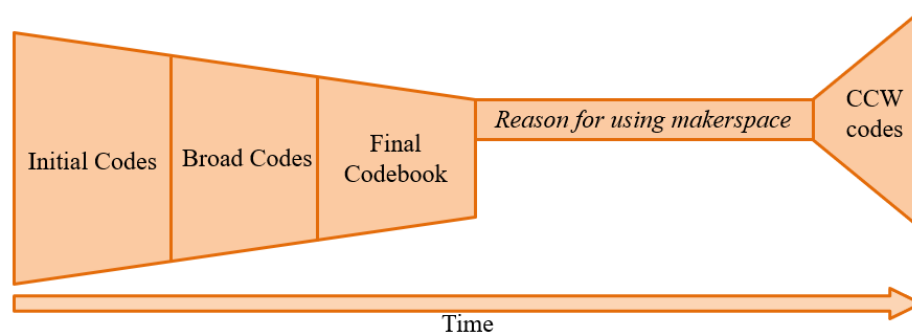 Initial Codes
Broad Codes
Final
Codebook
Reason for using makerspace
CCW
codes
Time